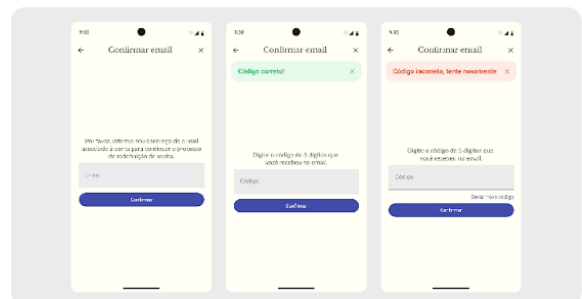 9:30
Confirmar email
Por favor, informe seu endereço de e-mail
associado à conta para continuar o processo
de redefinição de senha.
E-mail
Confirmar
9:30
Confirmar email
Código correto!
Digite o código de 5 dígitos que
você recebeu no email.
Código
Confirmar
9:30
Confirmar email
Código incorreto, tente novamente
Digite o código de 5 dígitos que
você recebeu no email.
Código
Enviar novo código
Confirmar